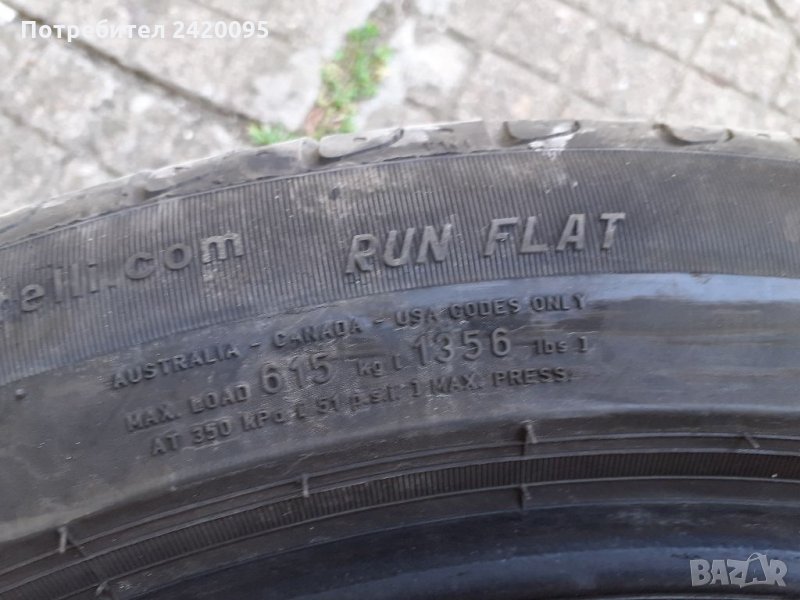 Потребител 2420095
relli.com RUN FLAT
AUSTRALIA - CANADA - USA CODES ONLY
MAX. LOAD 615 kg [ 1356 lbs ]
AT 350 kPa [ 51 p.s.i. ] MAX. PRESS.
BAZAR